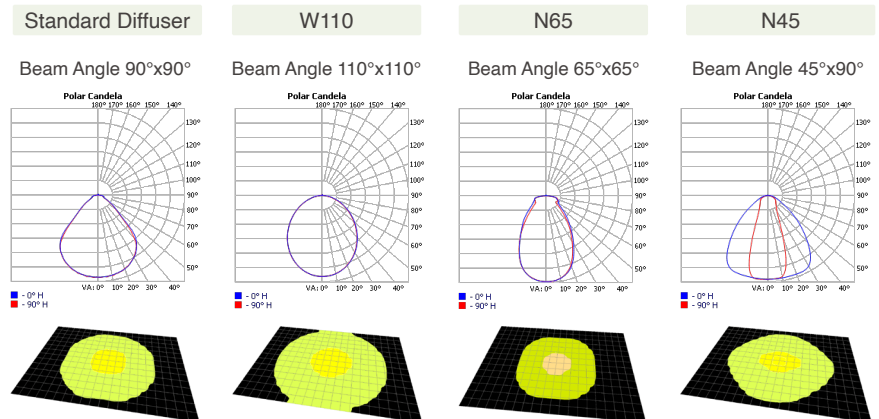 Standard Diffuser
Beam Angle 90°x90°
Polar Candela
180° 170° 160° 150° 140°
130°
120°
110°
100°
90°
80°
70°
60°
50°
VA: 0° 10° 20° 30° 40°
- 0° H
- 90° H
W110
Beam Angle 110°x110°
Polar Candela
180° 170° 160° 150° 140°
130°
120°
110°
100°
90°
80°
70°
60°
50°
VA: 0° 10° 20° 30° 40°
- 0° H
- 90° H
N65
Beam Angle 65°x65°
Polar Candela
180° 170° 160° 150° 140°
130°
120°
110°
100°
90°
80°
70°
60°
50°
VA: 0° 10° 20° 30° 40°
- 0° H
- 90° H
N45
Beam Angle 45°x90°
Polar Candela
180° 170° 160° 150° 140°
130°
120°
110°
100°
90°
80°
70°
60°
50°
VA: 0° 10° 20° 30° 40°
- 0° H
- 90° H